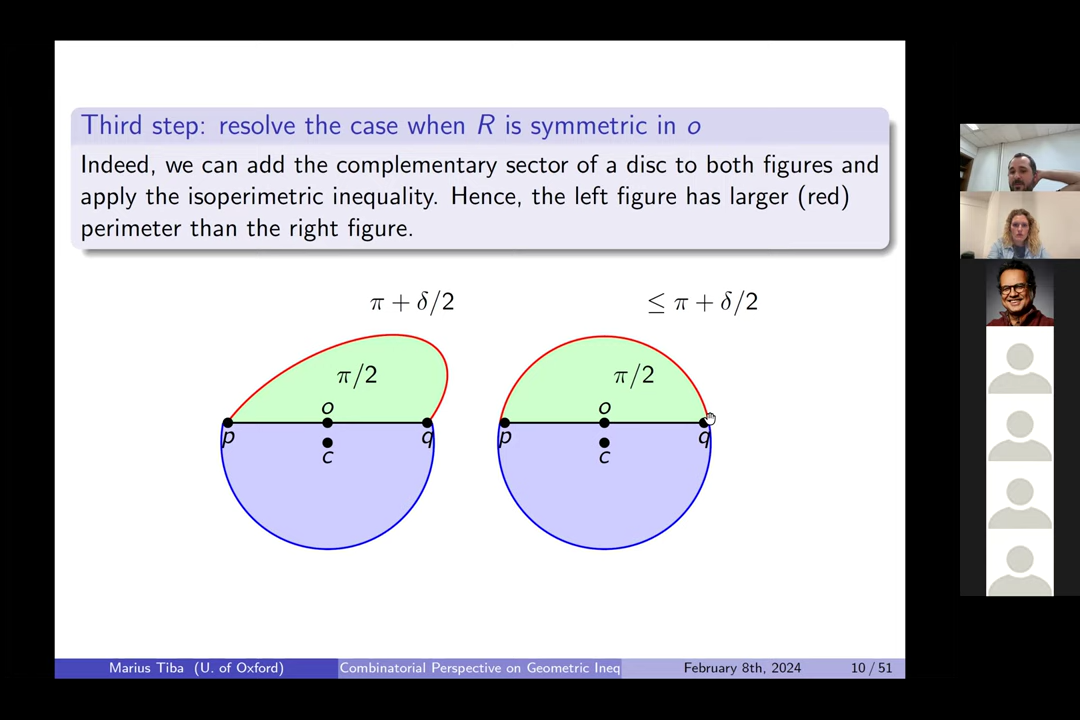 Third step: resolve the case when R is symmetric in o
Indeed, we can add the complementary sector of a disc to both figures and
apply the isoperimetric inequality. Hence, the left figure has larger (red)
perimeter than the right figure.
π + δ/2
≤ π + δ/2
π/2
π/2
o
o
p
q
p
q
c
c
Marius Tiba (U. of Oxford)
Combinatorial Perspective on Geometric Ineq
February 8th, 2024
10 / 51